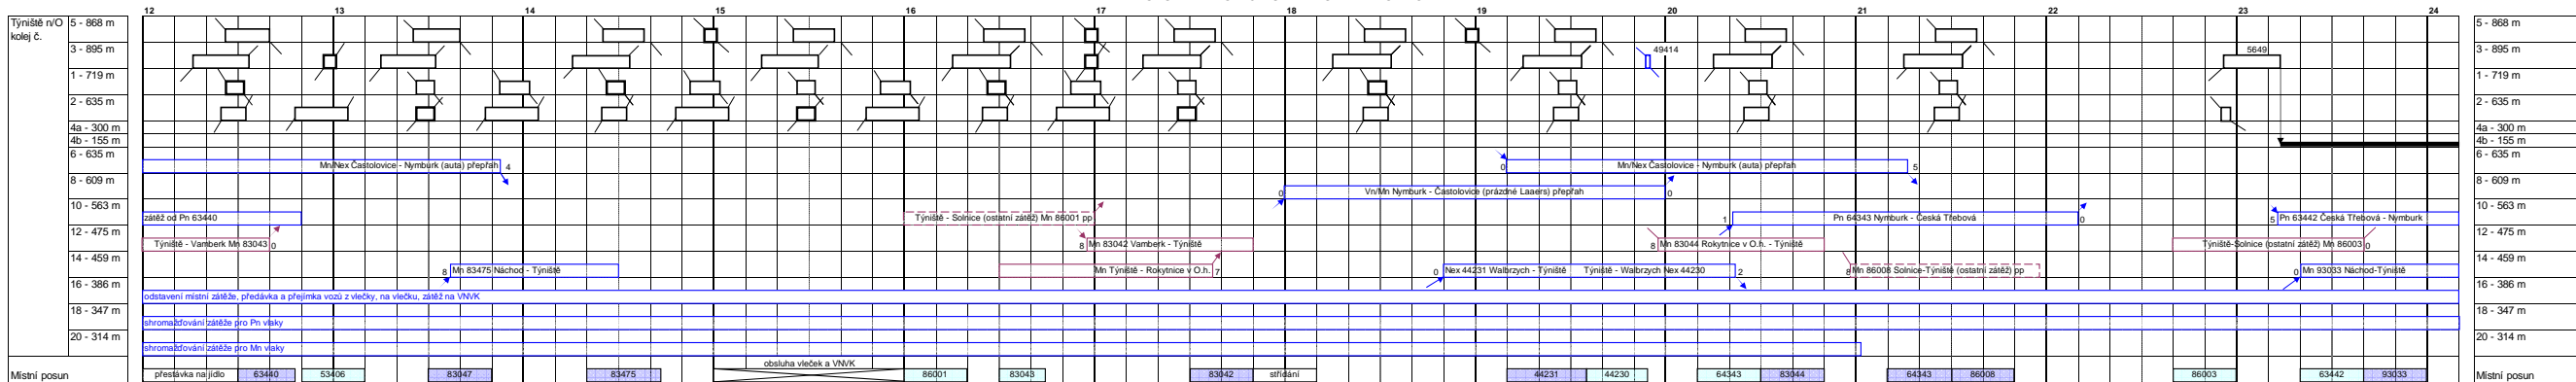 12 13 14 15 16 17 18 19 20 21 22 23 24
Týniště n/O 5 - 868 m 5 - 868 m
kolej č.
3 - 895 m 49414 5649 3 - 895 m
1 - 719 m 1 - 719 m
2 - 635 m 2 - 635 m
4a - 300 m 4a - 300 m
4b - 155 m 4b - 155 m
6 - 635 m 6 - 635 m
Mn/Nex Častolovice - Nymburk (auta) přepřah 4 0 Mn/Nex Častolovice - Nymburk (auta) přepřah 5
8 - 609 m 8 - 609 m
0 Vn/Mn Nymburk - Častolovice (prázdné Laaers) přepřah 0
10 - 563 m 10 - 563 m
zátěž od Pn 63440 Týniště - Solnice (ostatní zátěž) Mn 86001 pp 0 1 Pn 64343 Nymburk - Česká Třebová 0 5 Pn 63442 Česká Třebová - Nymburk
12 - 475 m 12 - 475 m
Týniště - Vamberk Mn 83043 0 8 Mn 83042 Vamberk - Týniště 8 Mn 83044 Rokytnice v O.h. - Týniště Týniště-Solnice (ostatní zátěž) Mn 86003 0
14 - 459 m 14 - 459 m
8 Mn 83475 Náchod - Týniště Mn Týniště - Rokytnice v O.h. 7 0 Nex 44231 Walbrzych - Týniště Týniště - Walbrzych Nex 44230 2 8 Mn 86008 Solnice-Týniště (ostatní zátěž) pp 0 Mn 93033 Náchod-Týniště
16 - 386 m 16 - 386 m
odstavení místní zátěže, předávka a přejímka vozů z vlečky, na vlečku, zátěž na VNVK
18 - 347 m 18 - 347 m
shromažďování zátěže pro Pn vlaky
20 - 314 m 20 - 314 m
shromažďování zátěže pro Mn vlaky
obsluha vleček a VNVK
Místní posun přestávka na jídlo 63440 53406 83047 83475 86001 83043 83042 střídání 44231 44230 64343 83044 64343 86008 86003 63442 93033 Místní posun